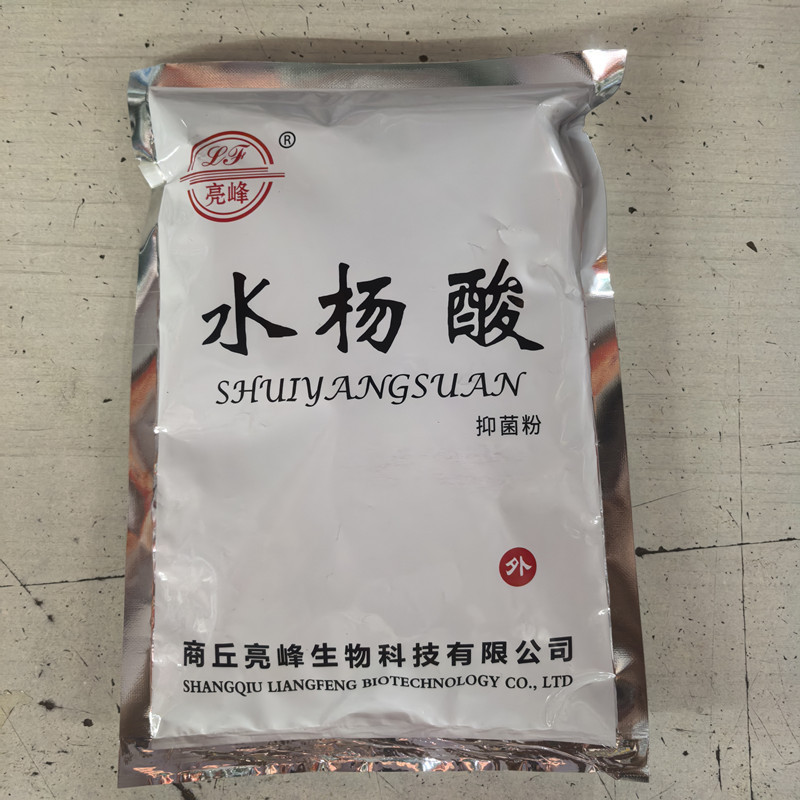 LF
®
亮峰
水杨酸
SHUIYANGSUAN
抑菌粉
外
商丘亮峰生物科技有限公司
SHANGQIU LIANGFENG BIOTECHNOLOGY CO., LTD